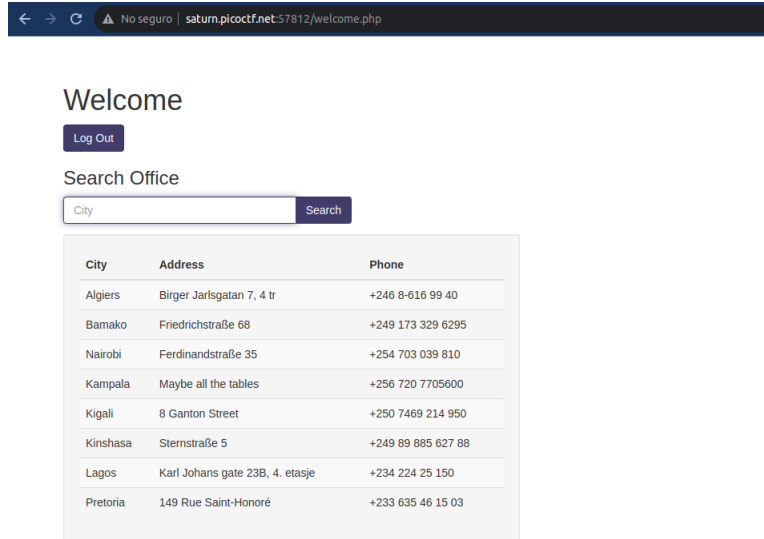 No seguro saturn.picoctf.net:57812/welcome.php
Welcome
Log Out
Search Office
City Search
City Address Phone
Algiers Birger Jarlsgatan 7, 4 tr +246 8-616 99 40
Bamako Friedrichstraße 68 +249 173 329 6295
Nairobi Ferdinandstraße 35 +254 703 039 810
Kampala Maybe all the tables +256 720 7705600
Kigali 8 Ganton Street +250 7469 214 950
Kinshasa Sternstraße 5 +249 89 885 627 88
Lagos Karl Johans gate 23B, 4. etasje +234 224 25 150
Pretoria 149 Rue Saint-Honoré +233 635 46 15 03